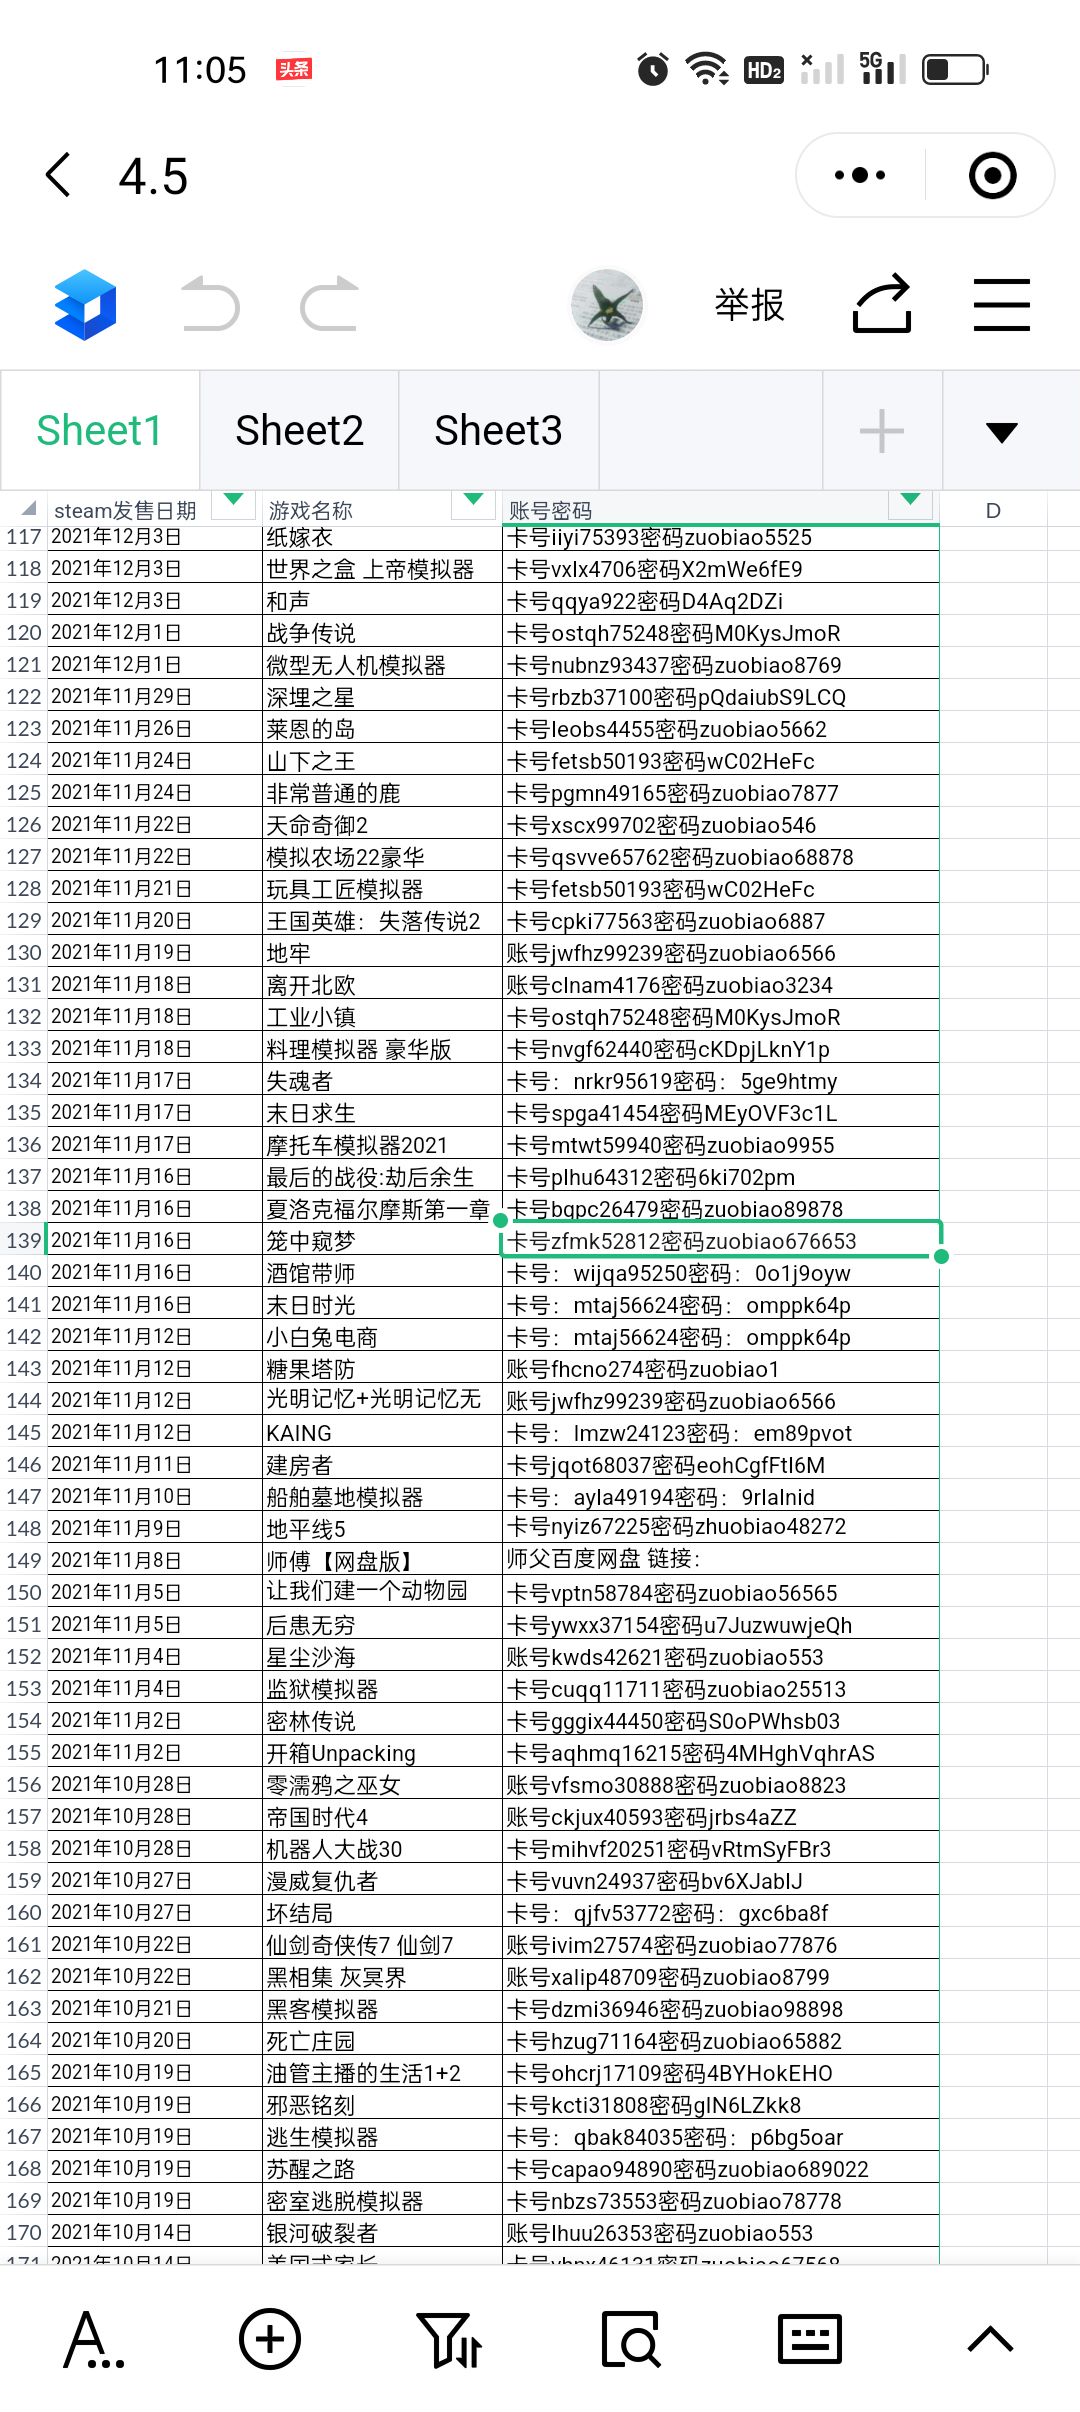 11:05
头条
HD2
5G
4.5
举报
Sheet1 Sheet2 Sheet3
steam发售日期 游戏名称 账号密码 D
117 2021年12月3日 纸嫁衣 卡号iiyi75393密码zuobiao5525
118 2021年12月3日 世界之盒 上帝模拟器 卡号vxlx4706密码X2mWe6fE9
119 2021年12月3日 和声 卡号qqya922密码D4Aq2DZi
120 2021年12月1日 战争传说 卡号ostqh75248密码M0KysJmoR
121 2021年12月1日 微型无人机模拟器 卡号nubnz93437密码zuobiao8769
122 2021年11月29日 深埋之星 卡号rbzb37100密码pQdaiubS9LCQ
123 2021年11月26日 莱恩的岛 卡号leobs4455密码zuobiao5662
124 2021年11月24日 山下之王 卡号fetsb50193密码wC02HeFc
125 2021年11月24日 非常普通的鹿 卡号pgmn49165密码zuobiao7877
126 2021年11月22日 天命奇御2 卡号xscx99702密码zuobiao546
127 2021年11月22日 模拟农场22豪华 卡号qsvve65762密码zuobiao68878
128 2021年11月21日 玩具工匠模拟器 卡号fetsb50193密码wC02HeFc
129 2021年11月20日 王国英雄：失落传说2 卡号cpki77563密码zuobiao6887
130 2021年11月19日 地牢 账号jwfhz99239密码zuobiao6566
131 2021年11月18日 离开北欧 账号clnam4176密码zuobiao3234
132 2021年11月18日 工业小镇 卡号ostqh75248密码M0KysJmoR
133 2021年11月18日 料理模拟器 豪华版 卡号nvgf62440密码cKDpjLknY1p
134 2021年11月17日 失魂者 卡号：nrkr95619密码：5ge9htmy
135 2021年11月17日 末日求生 卡号spga41454密码MEyOVF3c1L
136 2021年11月17日 摩托车模拟器2021 卡号mtwt59940密码zuobiao9955
137 2021年11月16日 最后的战役:劫后余生 卡号plhu64312密码6ki702pm
138 2021年11月16日 夏洛克福尔摩斯第一章 卡号bqpc26479密码zuobiao89878
139 2021年11月16日 笼中窥梦 卡号zfmk52812密码zuobiao676653
140 2021年11月16日 酒馆带师 卡号：wijqa95250密码：0o1j9oyw
141 2021年11月16日 末日时光 卡号：mtaj56624密码：omppk64p
142 2021年11月12日 小白兔电商 卡号：mtaj56624密码：omppk64p
143 2021年11月12日 糖果塔防 账号fhcno274密码zuobiao1
144 2021年11月12日 光明记忆+光明记忆无 账号jwfhz99239密码zuobiao6566
145 2021年11月12日 KAING 卡号：lmzw24123密码：em89pvot
146 2021年11月11日 建房者 卡号jqot68037密码eohCgfFtI6M
147 2021年11月10日 船舶墓地模拟器 卡号：ayla49194密码：9rlalnid
148 2021年11月9日 地平线5 卡号nyiz67225密码zhuobiao48272
149 2021年11月8日 师傅【网盘版】 师父百度网盘 链接：
150 2021年11月5日 让我们建一个动物园 卡号vptn58784密码zuobiao56565
151 2021年11月5日 后患无穷 卡号ywxx37154密码u7JuzwuwjeQh
152 2021年11月4日 星尘沙海 账号kwds42621密码zuobiao553
153 2021年11月4日 监狱模拟器 卡号cuqq11711密码zuobiao25513
154 2021年11月2日 密林传说 卡号gggix44450密码S0oPWhsb03
155 2021年11月2日 开箱Unpacking 卡号aqhmq16215密码4MHghVqhrAS
156 2021年10月28日 零濡鸦之巫女 账号vfsmo30888密码zuobiao8823
157 2021年10月28日 帝国时代4 账号ckjux40593密码jrbs4aZZ
158 2021年10月28日 机器人大战30 卡号mihvf20251密码vRtmSyFBr3
159 2021年10月27日 漫威复仇者 卡号vuvn24937密码bv6XJabIJ
160 2021年10月27日 坏结局 卡号：qjfv53772密码：gxc6ba8f
161 2021年10月22日 仙剑奇侠传7 仙剑7 账号ivim27574密码zuobiao77876
162 2021年10月22日 黑相集 灰冥界 账号xalip48709密码zuobiao8799
163 2021年10月21日 黑客模拟器 卡号dzmi36946密码zuobiao98898
164 2021年10月20日 死亡庄园 卡号hzug71164密码zuobiao65882
165 2021年10月19日 油管主播的生活1+2 卡号ohcrj17109密码4BYHokEHO
166 2021年10月19日 邪恶铭刻 卡号kcti31808密码glN6LZkk8
167 2021年10月19日 逃生模拟器 卡号：qbak84035密码：p6bg5oar
168 2021年10月19日 苏醒之路 卡号capao94890密码zuobiao689022
169 2021年10月19日 密室逃脱模拟器 卡号nbzs73553密码zuobiao78778
170 2021年10月14日 银河破裂者 账号lhuu26353密码zuobiao553
171 2021年10月14日